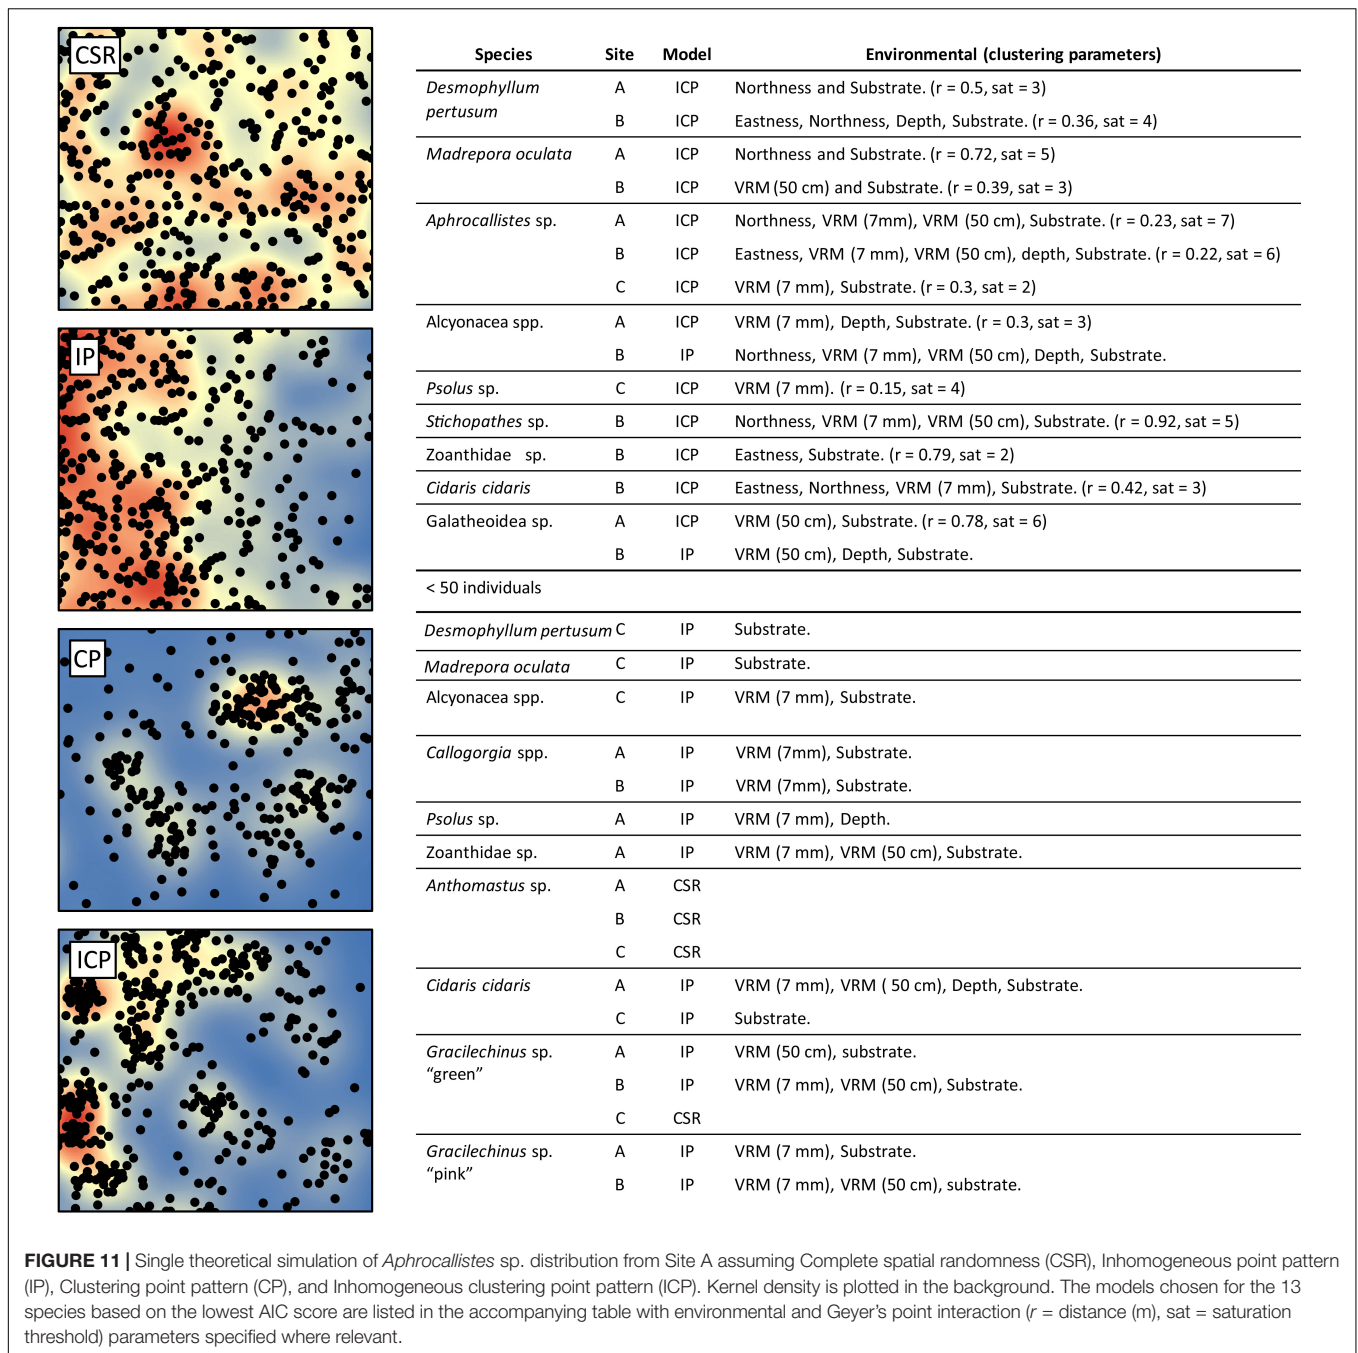 CSR
IP
CP
ICP
Species Site Model Environmental (clustering parameters)
Desmophyllum A ICP Northness and Substrate. (r = 0.5, sat = 3)
pertusum
B ICP Eastness, Northness, Depth, Substrate. (r = 0.36, sat = 4)
Madrepora oculata A ICP Northness and Substrate. (r = 0.72, sat = 5)
B ICP VRM (50 cm) and Substrate. (r = 0.39, sat = 3)
Aphrocallistes sp. A ICP Northness, VRM (7mm), VRM (50 cm), Substrate. (r = 0.23, sat = 7)
B ICP Eastness, VRM (7 mm), VRM (50 cm), depth, Substrate. (r = 0.22, sat = 6)
C ICP VRM (7 mm), Substrate. (r = 0.3, sat = 2)
Alcyonacea spp. A ICP VRM (7 mm), Depth, Substrate. (r = 0.3, sat = 3)
B IP Northness, VRM (7 mm), VRM (50 cm), Depth, Substrate.
Psolus sp. C ICP VRM (7 mm). (r = 0.15, sat = 4)
Stichopathes sp. B ICP Northness, VRM (7 mm), VRM (50 cm), Substrate. (r = 0.92, sat = 5)
Zoanthidae sp. B ICP Eastness, Substrate. (r = 0.79, sat = 2)
Cidaris cidaris B ICP Eastness, Northness, VRM (7 mm), Substrate. (r = 0.42, sat = 3)
Galatheoidea sp. A ICP VRM (50 cm), Substrate. (r = 0.78, sat = 6)
B IP VRM (50 cm), Depth, Substrate.
< 50 individuals
Desmophyllum pertusum C IP Substrate.
Madrepora oculata C IP Substrate.
Alcyonacea spp. C IP VRM (7 mm), Substrate.
Callogorgia spp. A IP VRM (7mm), Substrate.
B IP VRM (7mm), Substrate.
Psolus sp. A IP VRM (7 mm), Depth.
Zoanthidae sp. A IP VRM (7 mm), VRM (50 cm), Substrate.
Anthomastus sp. A CSR
B CSR
C CSR
Cidaris cidaris A IP VRM (7 mm), VRM ( 50 cm), Depth, Substrate.
C IP Substrate.
Gracilechinus sp. A IP VRM (50 cm), substrate.
“green”
B IP VRM (7 mm), VRM (50 cm), Substrate.
C CSR
Gracilechinus sp. A IP VRM (7 mm), Substrate.
“pink”
B IP VRM (7 mm), VRM (50 cm), substrate.
FIGURE 11 | Single theoretical simulation of Aphrocallistes sp. distribution from Site A assuming Complete spatial randomness (CSR), Inhomogeneous point pattern
(IP), Clustering point pattern (CP), and Inhomogeneous clustering point pattern (ICP). Kernel density is plotted in the background. The models chosen for the 13
species based on the lowest AIC score are listed in the accompanying table with environmental and Geyer’s point interaction (r = distance (m), sat = saturation
threshold) parameters specified where relevant.